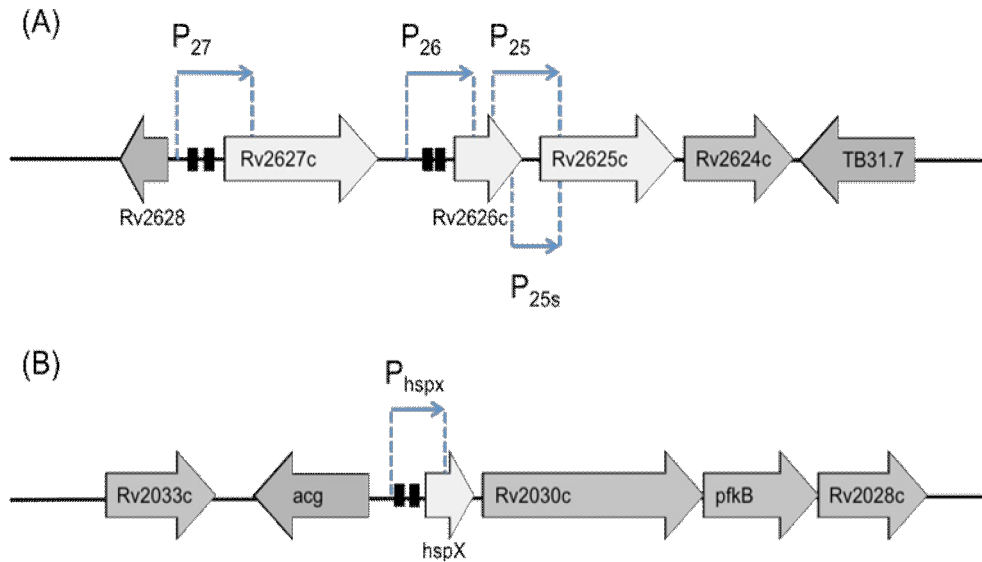 (A)
P27 P26 P25
Rv2627c Rv2625c Rv2624c TB31.7
Rv2628 Rv2626c
P25s
(B)
Phspx
Rv2033c acg Rv2030c pfkB Rv2028c
hspX